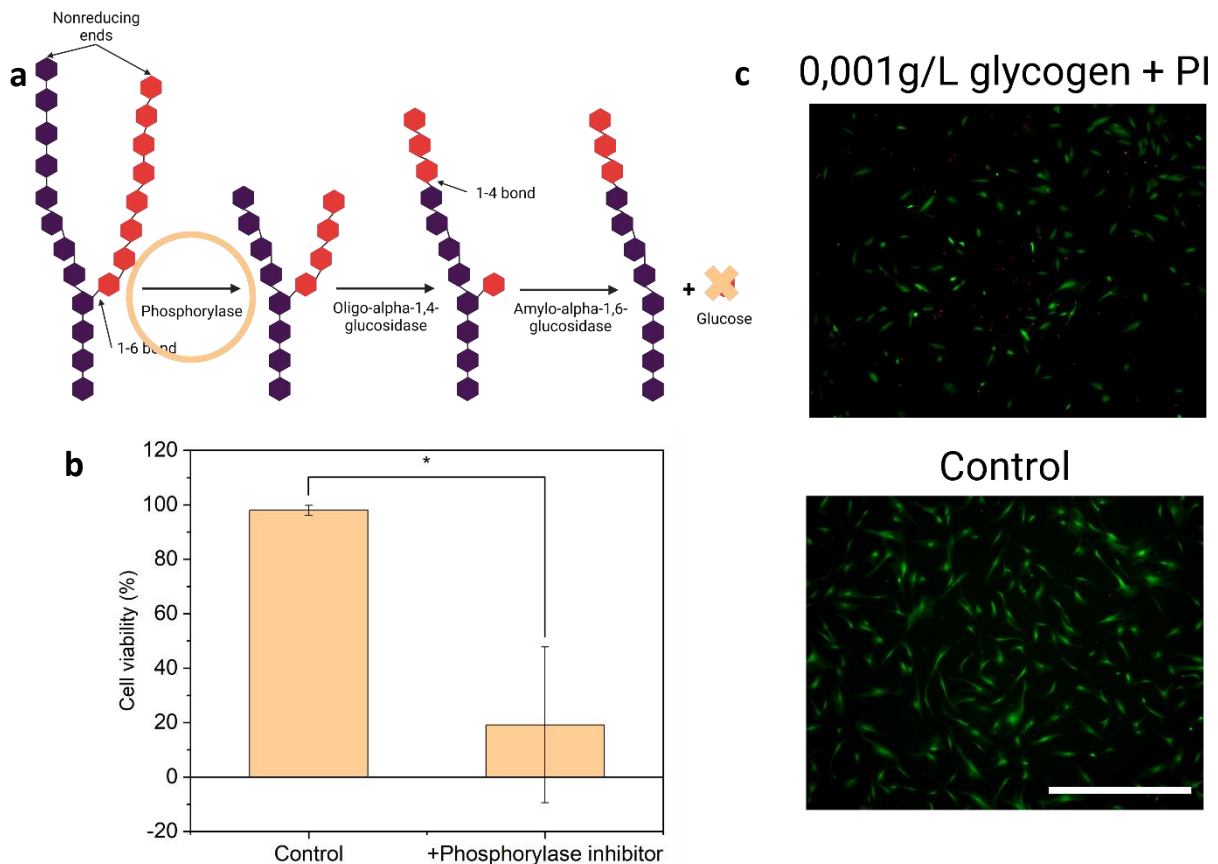 a
Nonreducing
ends
1-6 bond
Phosphorylase
Oligo-alpha-1,4-
glucosidase
1-4 bond
Amylo-alpha-1,6-
glucosidase
+
Glucose
b
Cell viability (%)
120
100
80
60
40
20
0
-20
*
Control
+Phosphorylase inhibitor
c
0,001g/L glycogen + PI
Control